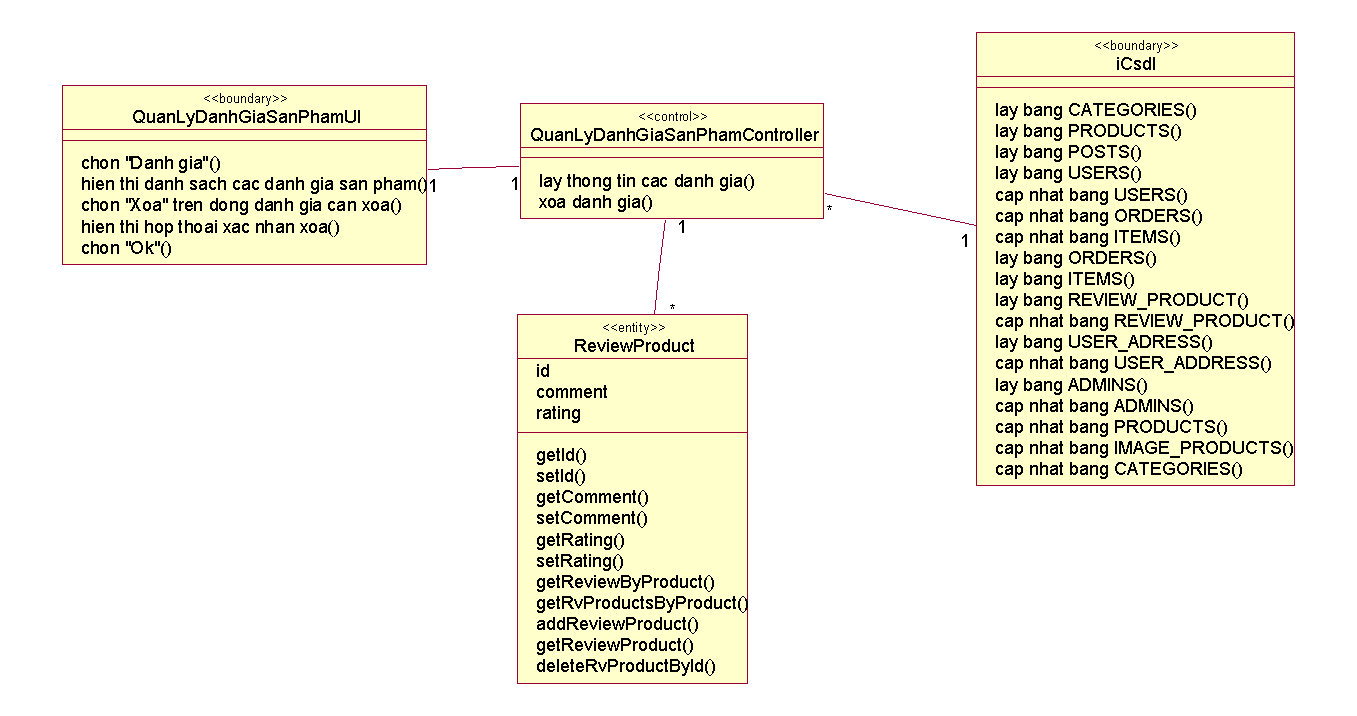 <<boundary>>
QuanLyDanhGiaSanPhamUI
chon "Danh gia"()
hien thi danh sach cac danh gia san pham()
chon "Xoa" tren dong danh gia can xoa()
hien thi hop thoai xac nhan xoa()
chon "Ok"()
1
1
<<control>>
QuanLyDanhGiaSanPhamController
lay thong tin cac danh gia()
xoa danh gia()
*
1
1
*
<<entity>>
ReviewProduct
id
comment
rating
getId()
setId()
getComment()
setComment()
getRating()
setRating()
getReviewByProduct()
getRvProductsByProduct()
addReviewProduct()
getReviewProduct()
deleteRvProductById()
<<boundary>>
iCsdl
lay bang CATEGORIES()
lay bang PRODUCTS()
lay bang POSTS()
lay bang USERS()
cap nhat bang USERS()
cap nhat bang ORDERS()
cap nhat bang ITEMS()
lay bang ORDERS()
lay bang ITEMS()
lay bang REVIEW_PRODUCT()
cap nhat bang REVIEW_PRODUCT()
lay bang USER_ADRESS()
cap nhat bang USER_ADDRESS()
lay bang ADMINS()
cap nhat bang ADMINS()
cap nhat bang PRODUCTS()
cap nhat bang IMAGE_PRODUCTS()
cap nhat bang CATEGORIES()